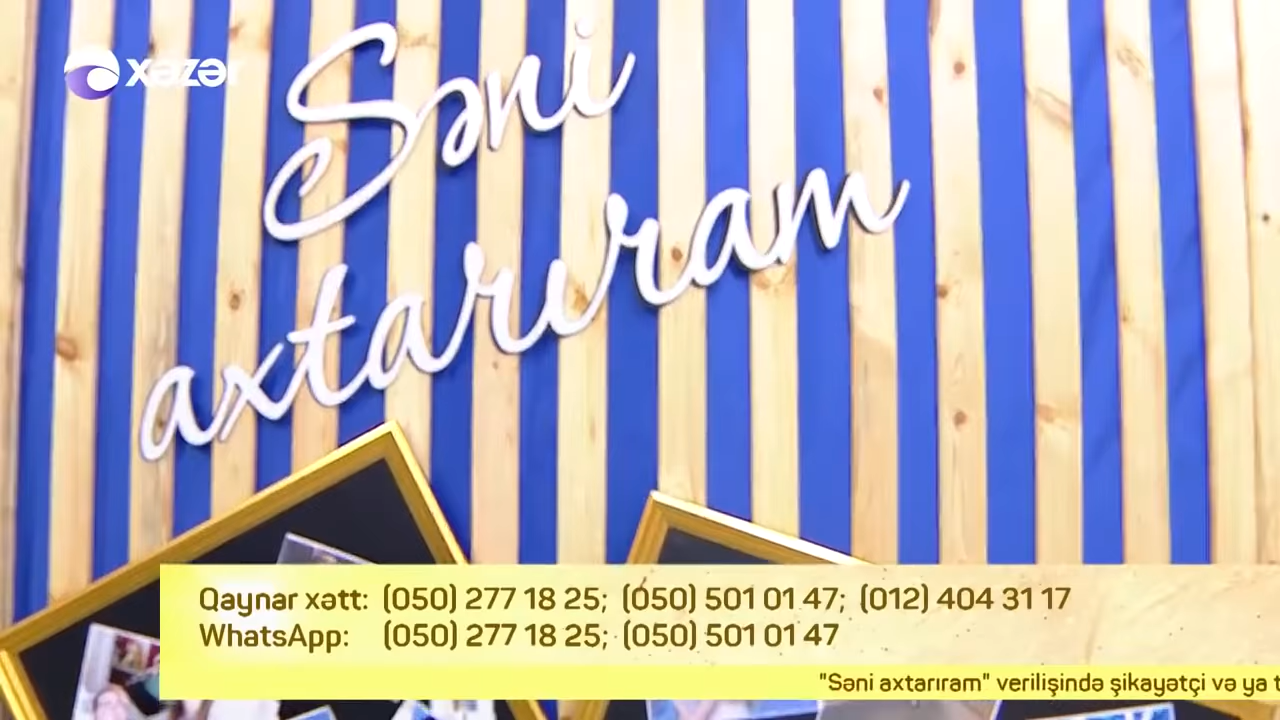 xəzər
Səni
axtarıram
Qaynar xətt: (050) 277 18 25; (050) 501 01 47; (012) 404 31 17
WhatsApp: (050) 277 18 25; (050) 501 01 47
"Səni axtarıram" verilişində şikayətçi və ya